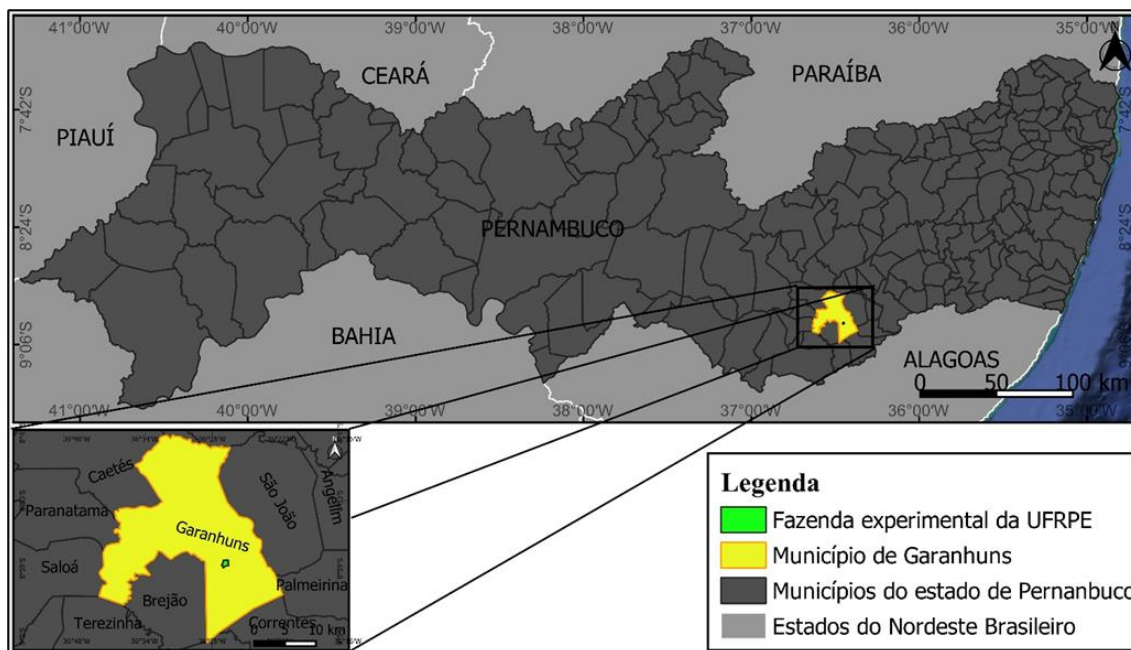 41°00'W 40°00'W 39°00'W 38°00'W 37°00'W 36°00'W 35°00'W
CEARÁ
PARAÍBA
7°42'S 7°42'S
PIAUÍ
8°24'S 8°24'S
PERNAMBUCO
BAHIA
9°06'S 9°06'S
ALAGOAS
0 50 100 km
41°00'W 40°00'W 39°00'W 38°00'W 37°00'W 36°00'W 35°00'W
Caetés
São João
Angelim
Paranatama
Garanhuns
Saloá
Palmeirina
Brejão
Terezinha
Correntes
0 5 10 km
Legenda
Fazenda experimental da UFRPE
Município de Garanhuns
Municípios do estado de Pernanbuco
Estados do Nordeste Brasileiro